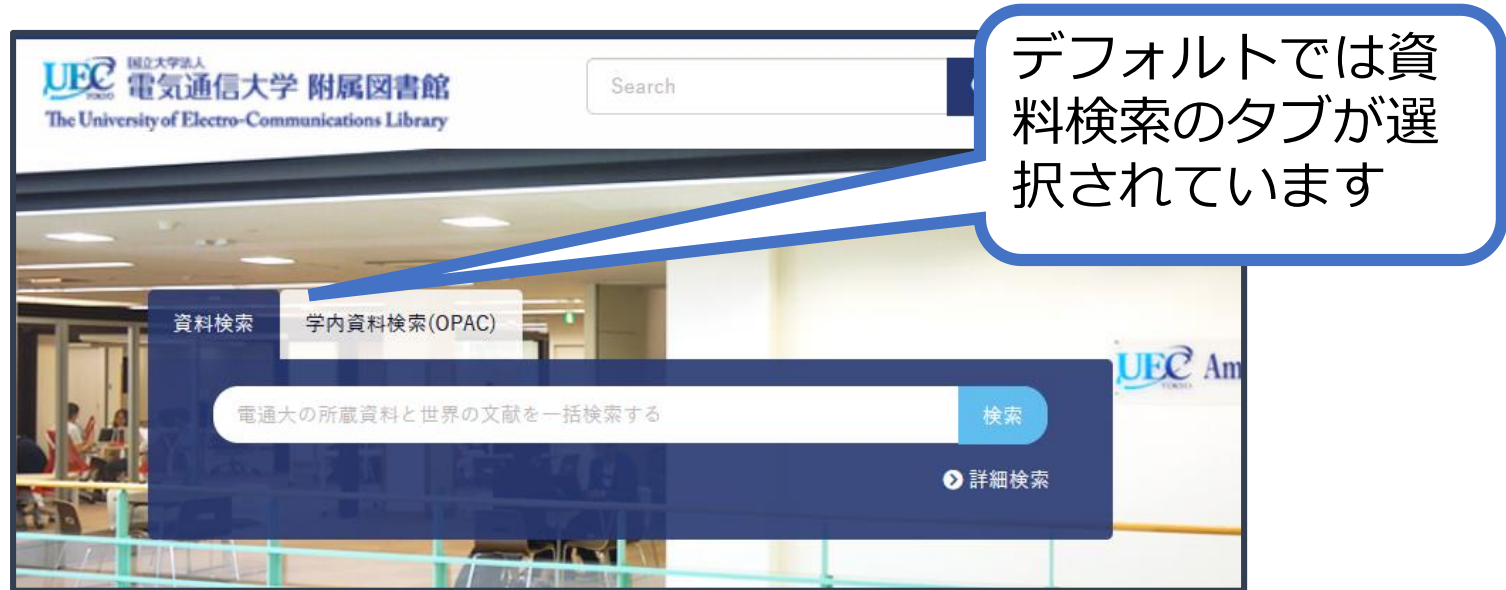 UEC
TOKYO
国立大学法人
電気通信大学 附属図書館
The University of Electro-Communications Library
Search
デフォルトでは資
料検索のタブが選
択されています
資料検索
学内資料検索(OPAC)
電通大の所蔵資料と世界の文献を一括検索する
検索
詳細検索
UEC Am
TOKYO